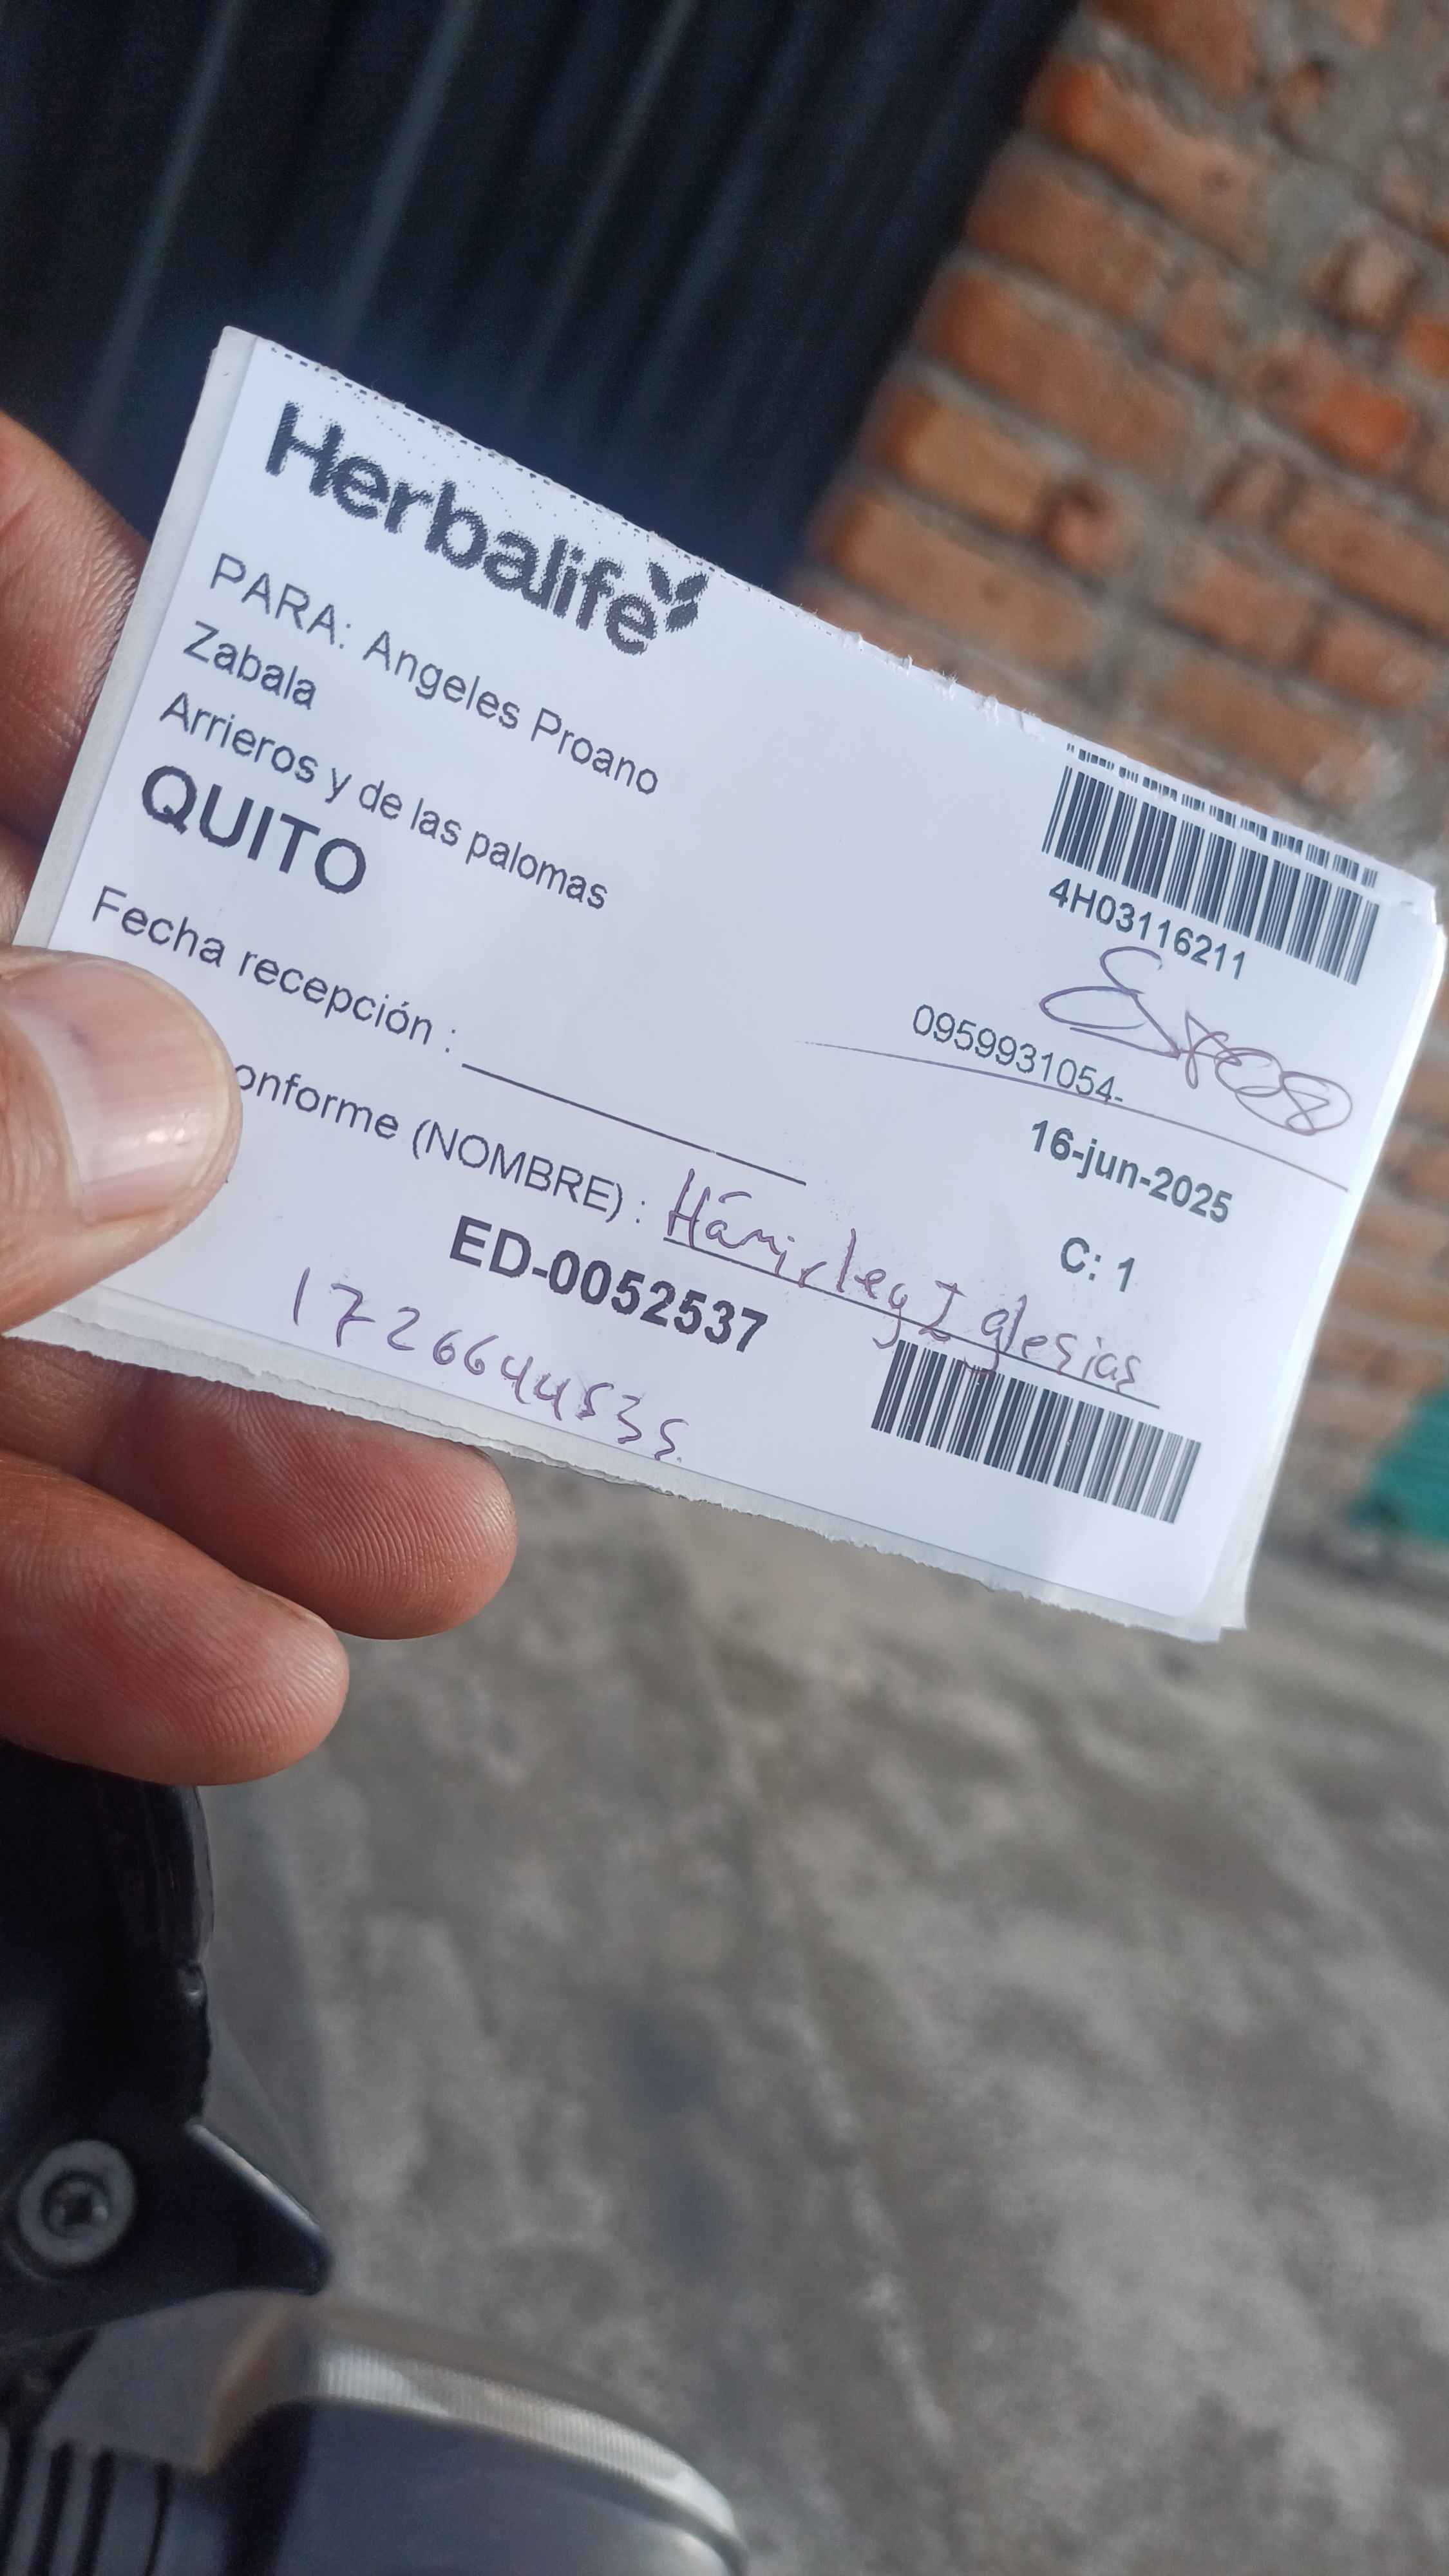 Herbalife
PARA: Angeles Proano
Zabala
Arrieros y de las palomas
QUITO
4H03116211
0959931054-
Fecha recepción :
16-jun-2025
onforme (NOMBRE) : Hámirley Iglesias
C: 1
ED-0052537
1726644535